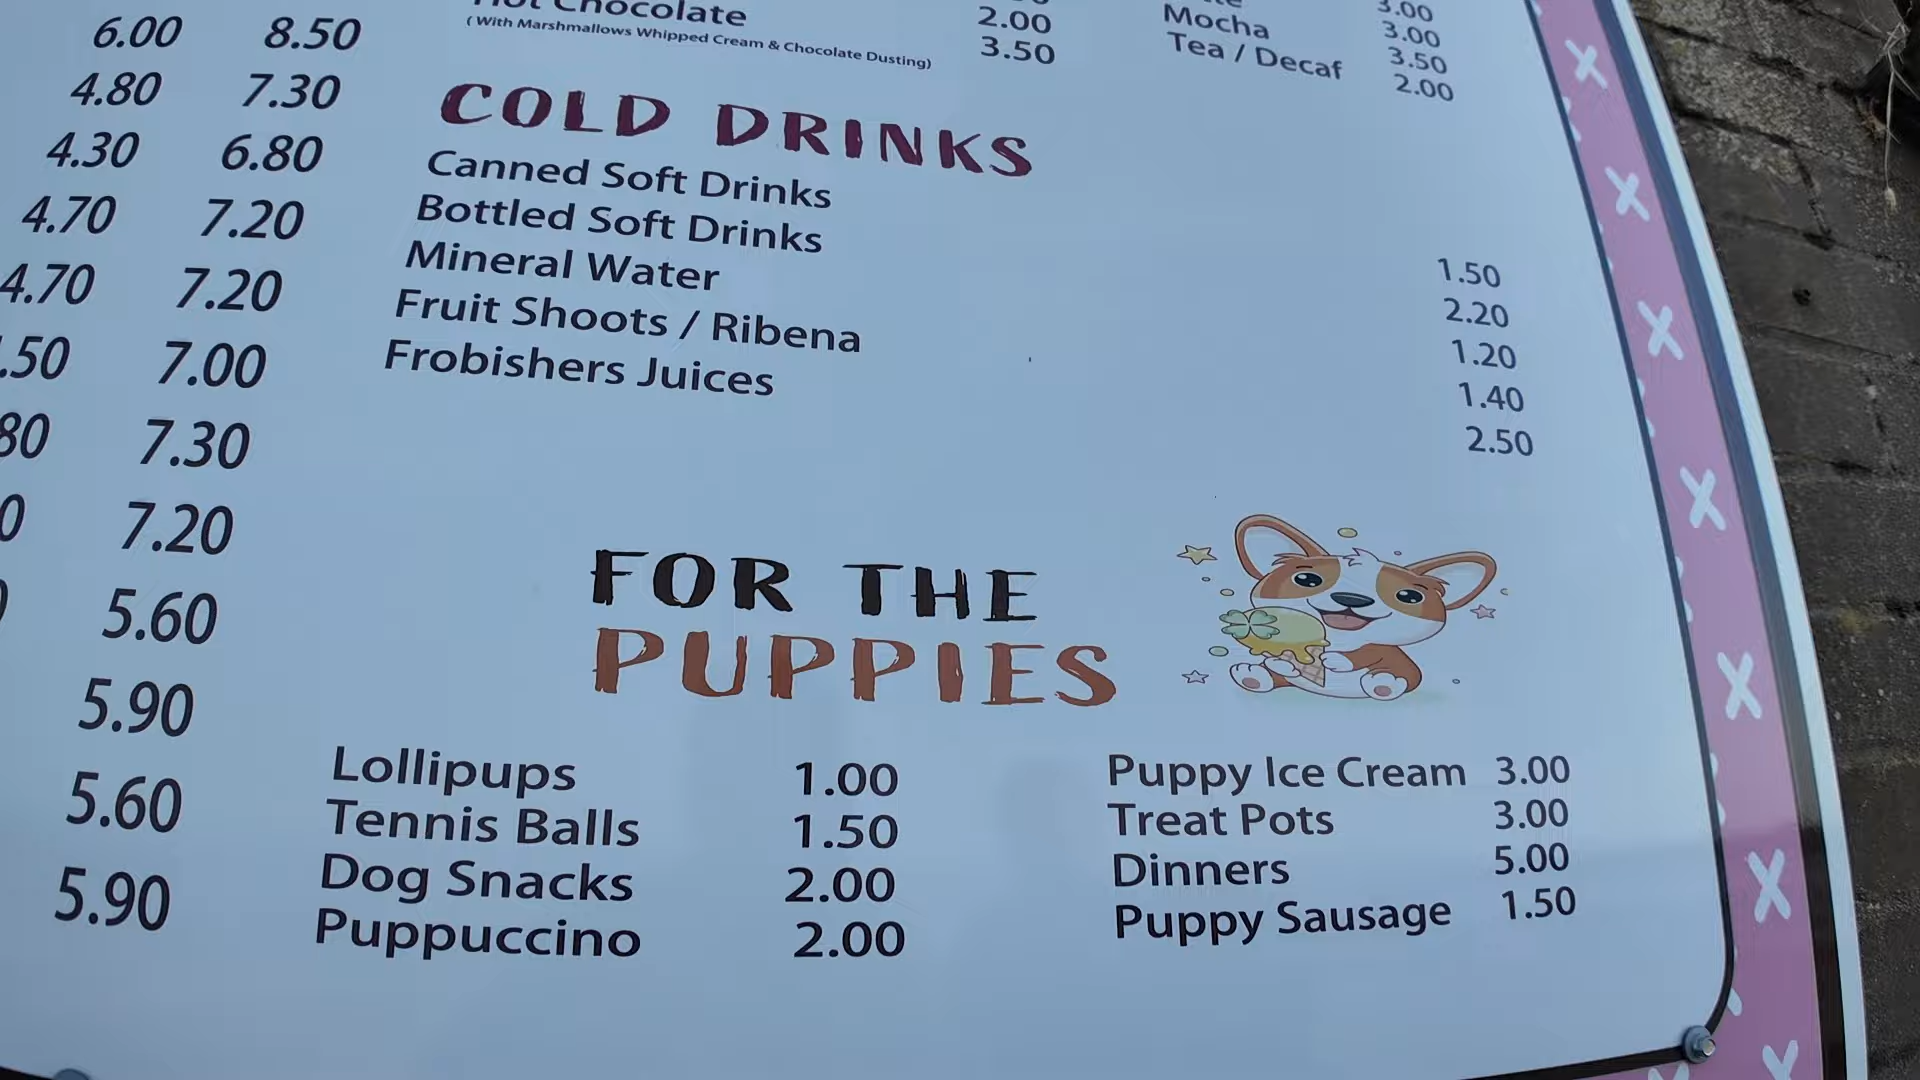 6.00 8.50
4.80 7.30
4.30 6.80
4.70 7.20
4.70 7.20
.50 7.00
80 7.30
0 7.20
5.60
5.90
5.60
5.90
Hot Chocolate 2.00
(With Marshmallows Whipped Cream & Chocolate Dusting) 3.50
3.00
Mocha 3.00
Tea / Decaf 3.50
2.00
COLD DRINKS
Canned Soft Drinks 1.50
Bottled Soft Drinks 2.20
Mineral Water 1.20
Fruit Shoots / Ribena 1.40
Frobishers Juices 2.50
FOR THE
PUPPIES
Lollipups 1.00
Tennis Balls 1.50
Dog Snacks 2.00
Puppuccino 2.00
Puppy Ice Cream 3.00
Treat Pots 3.00
Dinners 5.00
Puppy Sausage 1.50